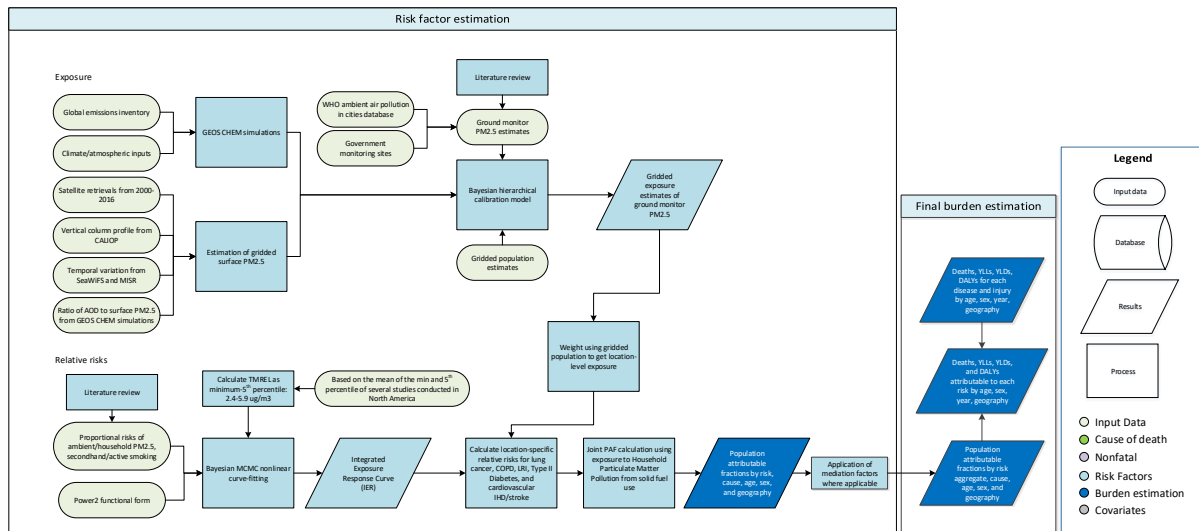 Risk factor estimation
Exposure
Global emissions inventory
Climate/atmospheric inputs
GEOS CHEM simulations
Satellite retrievals from 2000-
2016
Vertical column profile from
CALIOP
Temporal variation from
SeaWiFS and MISR
Ratio of AOD to surface PM2.5
from GEOS CHEM simulations
Estimation of gridded
surface PM2.5
WHO ambient air pollution
in cities database
Government
monitoring sites
Literature review
Ground monitor
PM2.5 estimates
Bayesian hierarchical
calibration model
Gridded population
estimates
Gridded
exposure
estimates of
ground monitor
PM2.5
Weight using gridded
population to get location-
level exposure
Relative risks
Literature review
Proportional risks of
ambient/household PM2.5,
secondhand/active smoking
Power2 functional form
Calculate TMREL as
minimum-5th percentile:
2.4-5.9 ug/m3
Based on the mean of the min and 5th
percentile of several studies conducted in
North America
Bayesian MCMC nonlinear
curve-fitting
Integrated
Exposure
Response Curve
(IER)
Calculate location-specific
relative risks for lung
cancer, COPD, LRI, Type II
Diabetes, and
cardiovascular
IHD/stroke
Joint PAF calculation using
exposure to Household
Particulate Matter
Pollution from solid fuel
use
Population
attributable
fractions by risk,
cause, age, sex,
and geography
Application of
mediation factors
where applicable
Final burden estimation
Deaths, YLLs, YLDs,
DALYs for each
disease and injury
by age, sex, year,
geography
Deaths, YLLs, YLDs,
and DALYs
attributable to each
risk by age, sex,
year, geography
Population
attributable
fractions by risk
aggregate, cause,
age, sex, and
geography
Legend
Input data
Database
Results
Process
Input Data
Cause of death
Nonfatal
Risk Factors
Burden estimation
Covariates